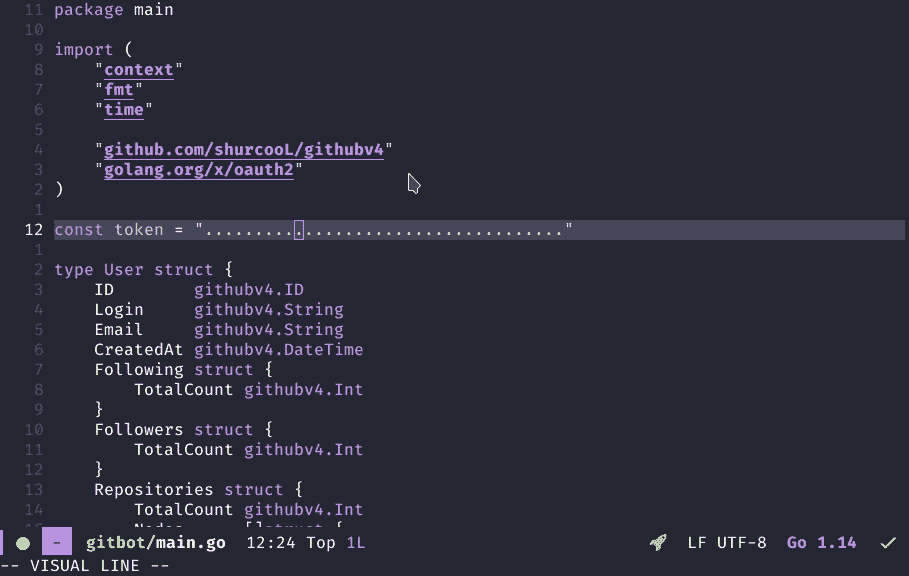 11 package main
10
9 import (
8 "context"
7 "fmt"
6 "time"
5
4 "github.com/shurcooL/githubv4"
3 "golang.org/x/oauth2"
2 )
1
12 const token = "...................................."
1
2 type User struct {
3 ID githubv4.ID
4 Login githubv4.String
5 Email githubv4.String
6 CreatedAt githubv4.DateTime
7 Following struct {
8 TotalCount githubv4.Int
9 }
10 Followers struct {
11 TotalCount githubv4.Int
12 }
13 Repositories struct {
14 TotalCount githubv4.Int
15 Nodes []struct {
- gitbot/main.go 12:24 Top 1L LF UTF-8 Go 1.14
-- VISUAL LINE --